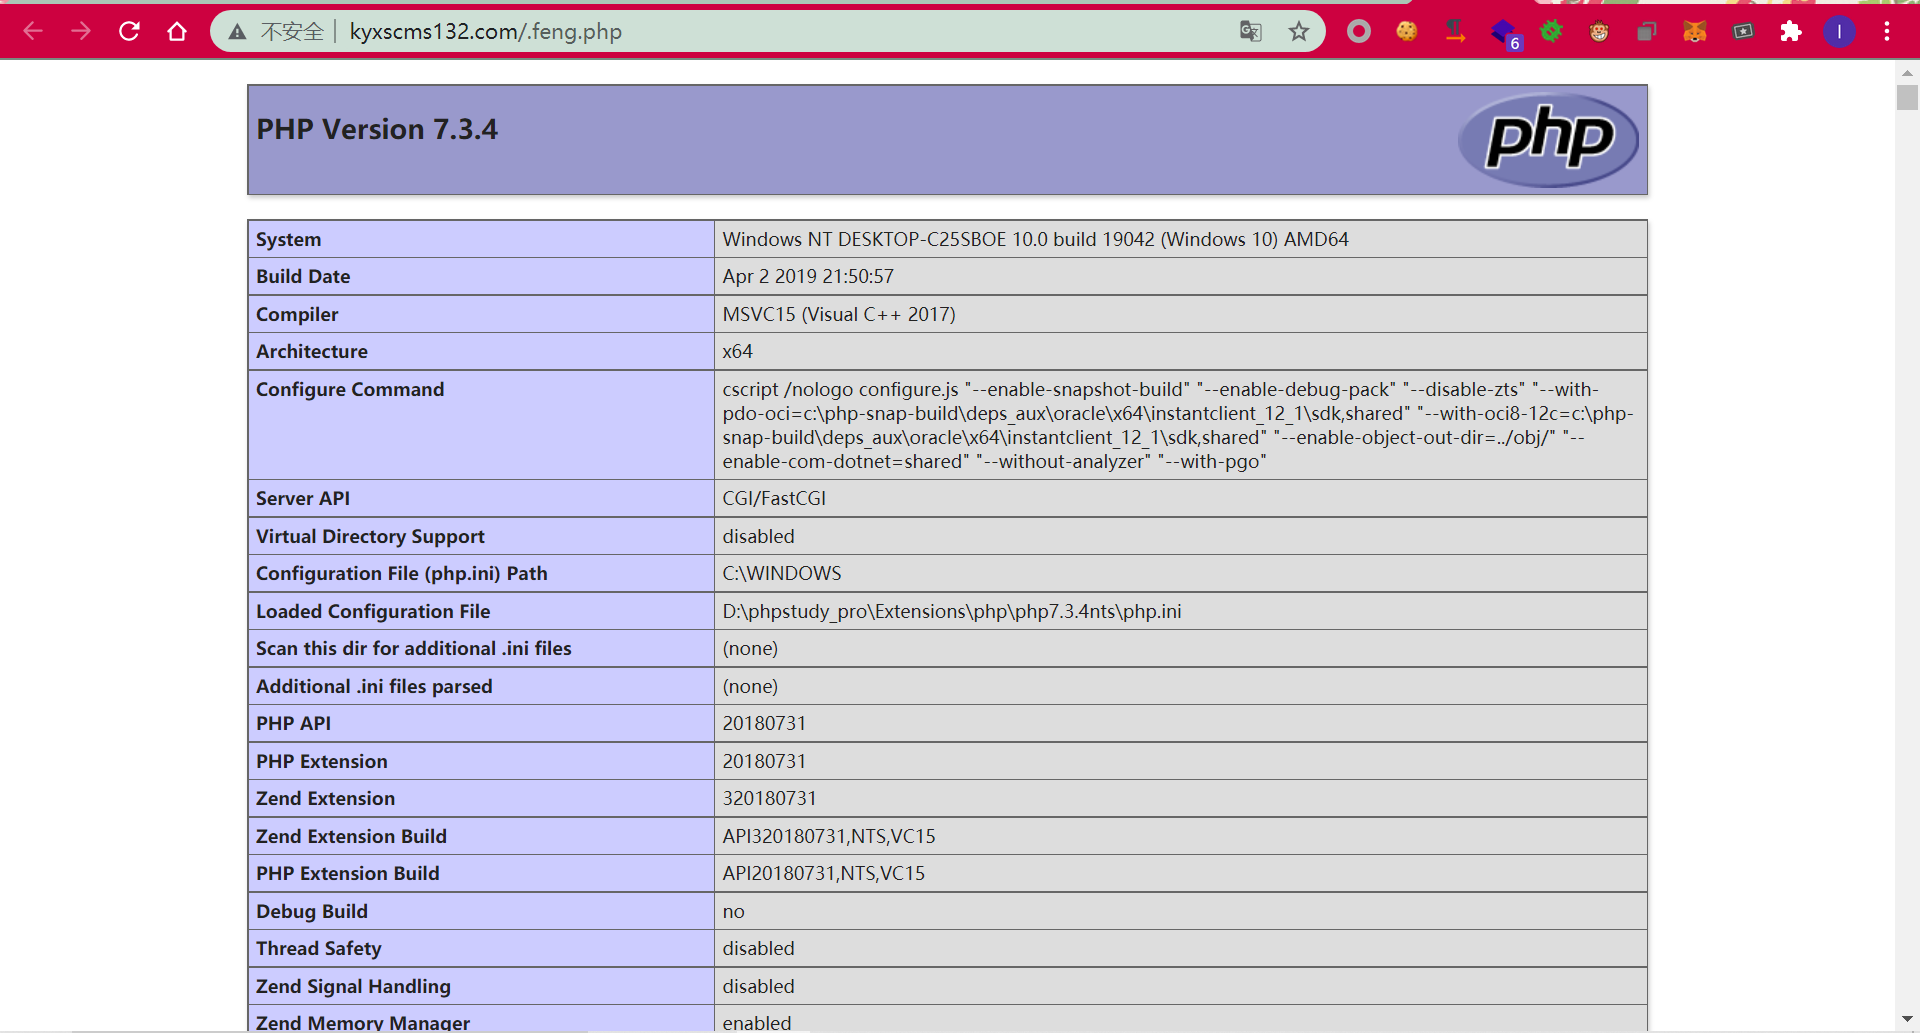 不安全 | kyxscms132.com/.feng.php
6
I
PHP Version 7.3.4
php
System Windows NT DESKTOP-C25SBOE 10.0 build 19042 (Windows 10) AMD64
Build Date Apr 2 2019 21:50:57
Compiler MSVC15 (Visual C++ 2017)
Architecture x64
Configure Command cscript /nologo configure.js "--enable-snapshot-build" "--enable-debug-pack" "--disable-zts" "--with-
pdo-oci=c:\php-snap-build\deps_aux\oracle\x64\instantclient_12_1\sdk,shared" "--with-oci8-12c=c:\php-
snap-build\deps_aux\oracle\x64\instantclient_12_1\sdk,shared" "--enable-object-out-dir=../obj/" "--
enable-com-dotnet=shared" "--without-analyzer" "--with-pgo"
Server API CGI/FastCGI
Virtual Directory Support disabled
Configuration File (php.ini) Path C:\WINDOWS
Loaded Configuration File D:\phpstudy_pro\Extensions\php\php7.3.4nts\php.ini
Scan this dir for additional .ini files (none)
Additional .ini files parsed (none)
PHP API 20180731
PHP Extension 20180731
Zend Extension 320180731
Zend Extension Build API320180731,NTS,VC15
PHP Extension Build API20180731,NTS,VC15
Debug Build no
Thread Safety disabled
Zend Signal Handling disabled
Zend Memory Manager enabled